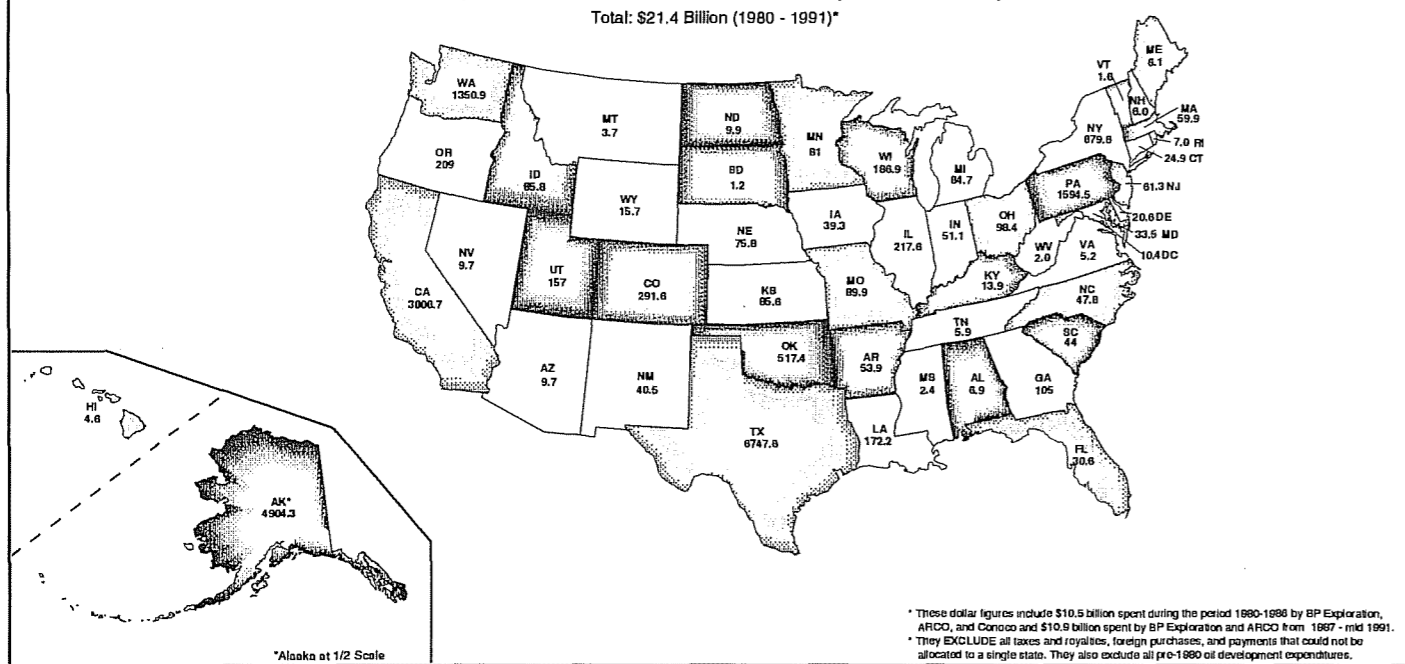 Total: $21.4 Billion (1980 - 1991)*
ME
6.1
VT
1.6
NH
6.0
MA
59.9
WA
1350.9
MT
3.7
ND
9.9
MN
81
NY
679.8
7.0 RI
24.9 CT
OR
209
ID
65.8
SD
1.2
WI
186.9
MI
84.7
PA
1594.5
61.3 NJ
WY
15.7
IA
39.3
NE
75.8
IL
217.6
IN
51.1
OH
98.4
20.6 DE
33.5 MD
10.4 DC
WV
2.0
VA
5.2
NV
9.7
UT
157
CO
291.6
KS
85.6
MO
89.9
KY
13.9
NC
47.8
CA
3006.7
TN
5.9
SC
44
OK
517.4
AR
53.9
AZ
9.7
NM
40.5
MS
2.4
AL
6.9
GA
105
HI
4.6
TX
6747.8
LA
172.2
FL
30.6
AK*
4904.3
*Alaska at 1/2 Scale
* These dollar figures include $10.5 billion spent during the period 1980-1986 by BP Exploration,
ARCO, and Conoco and $10.9 billion spent by BP Exploration and ARCO from 1987 - mid 1991.
* They EXCLUDE all taxes and royalties, foreign purchases, and payments that could not be
allocated to a single state. They also exclude all pre-1980 oil development expenditures.